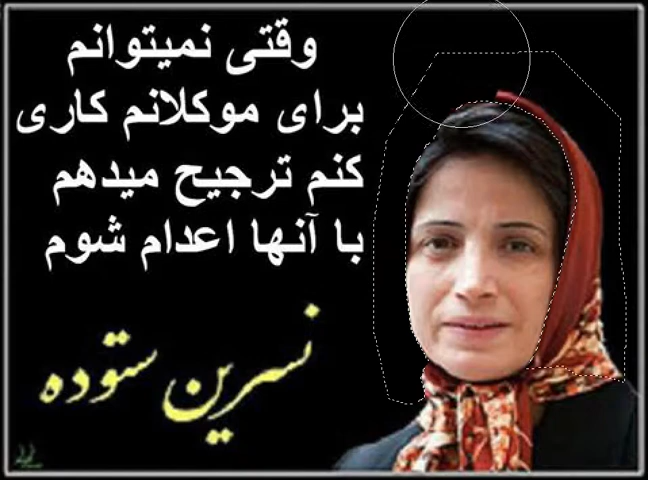 وقتی نمیتوانم
برای موکلانم کاری
کنم ترجیح میدهم
با آنها اعدام شوم
نسرین ستوده